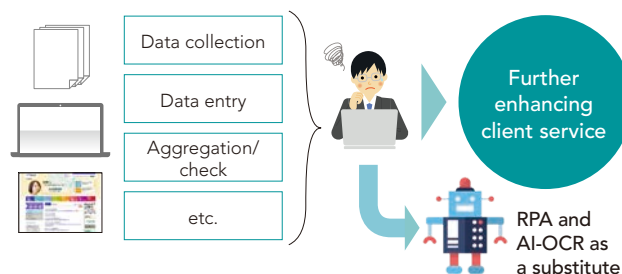 Data collection
Data entry
Aggregation/
check
etc.
Further
enhancing
client service
RPA and
AI-OCR as
a substitute